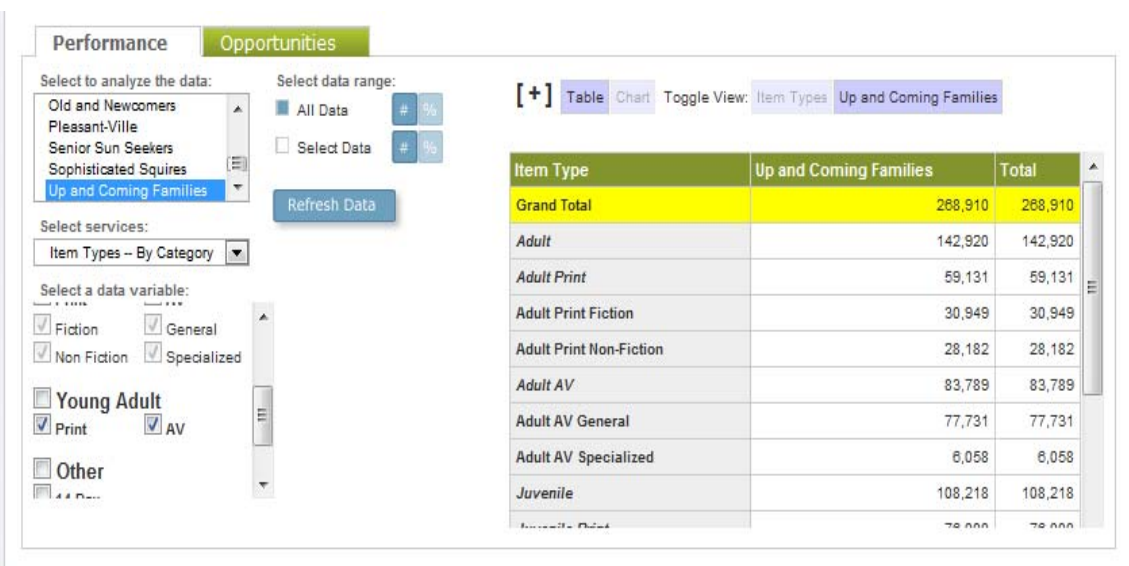 Performance Opportunities
Select to analyze the data:
Old and Newcomers
Pleasant-Ville
Senior Sun Seekers
Sophisticated Squires
Up and Coming Families
Select services:
Item Types -- By Category
Select a data variable:
Fiction General
Non Fiction Specialized
Young Adult
Print AV
Other
Select data range:
All Data # %
Select Data # %
Refresh Data
[+] Table Chart Toggle View: Item Types Up and Coming Families
Item Type Up and Coming Families Total
Grand Total 268,910 268,910
Adult 142,920 142,920
Adult Print 59,131 59,131
Adult Print Fiction 30,949 30,949
Adult Print Non-Fiction 28,182 28,182
Adult AV 83,789 83,789
Adult AV General 77,731 77,731
Adult AV Specialized 6,058 6,058
Juvenile 108,218 108,218
Juvenile Print